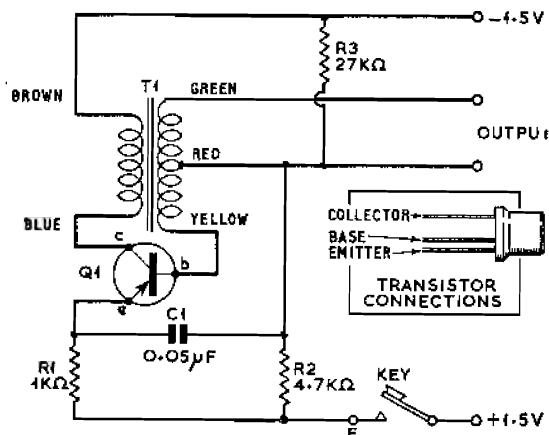 −1·5V
R3
27KΩ
T1
BROWN
GREEN
OUTPUT
RED
BLUE
YELLOW
COLLECTOR
BASE
EMITTER
TRANSISTOR
CONNECTIONS
c
b
Q1
e
C1
0·05µF
R1
1KΩ
R2
4·7KΩ
KEY
E
+1·5V